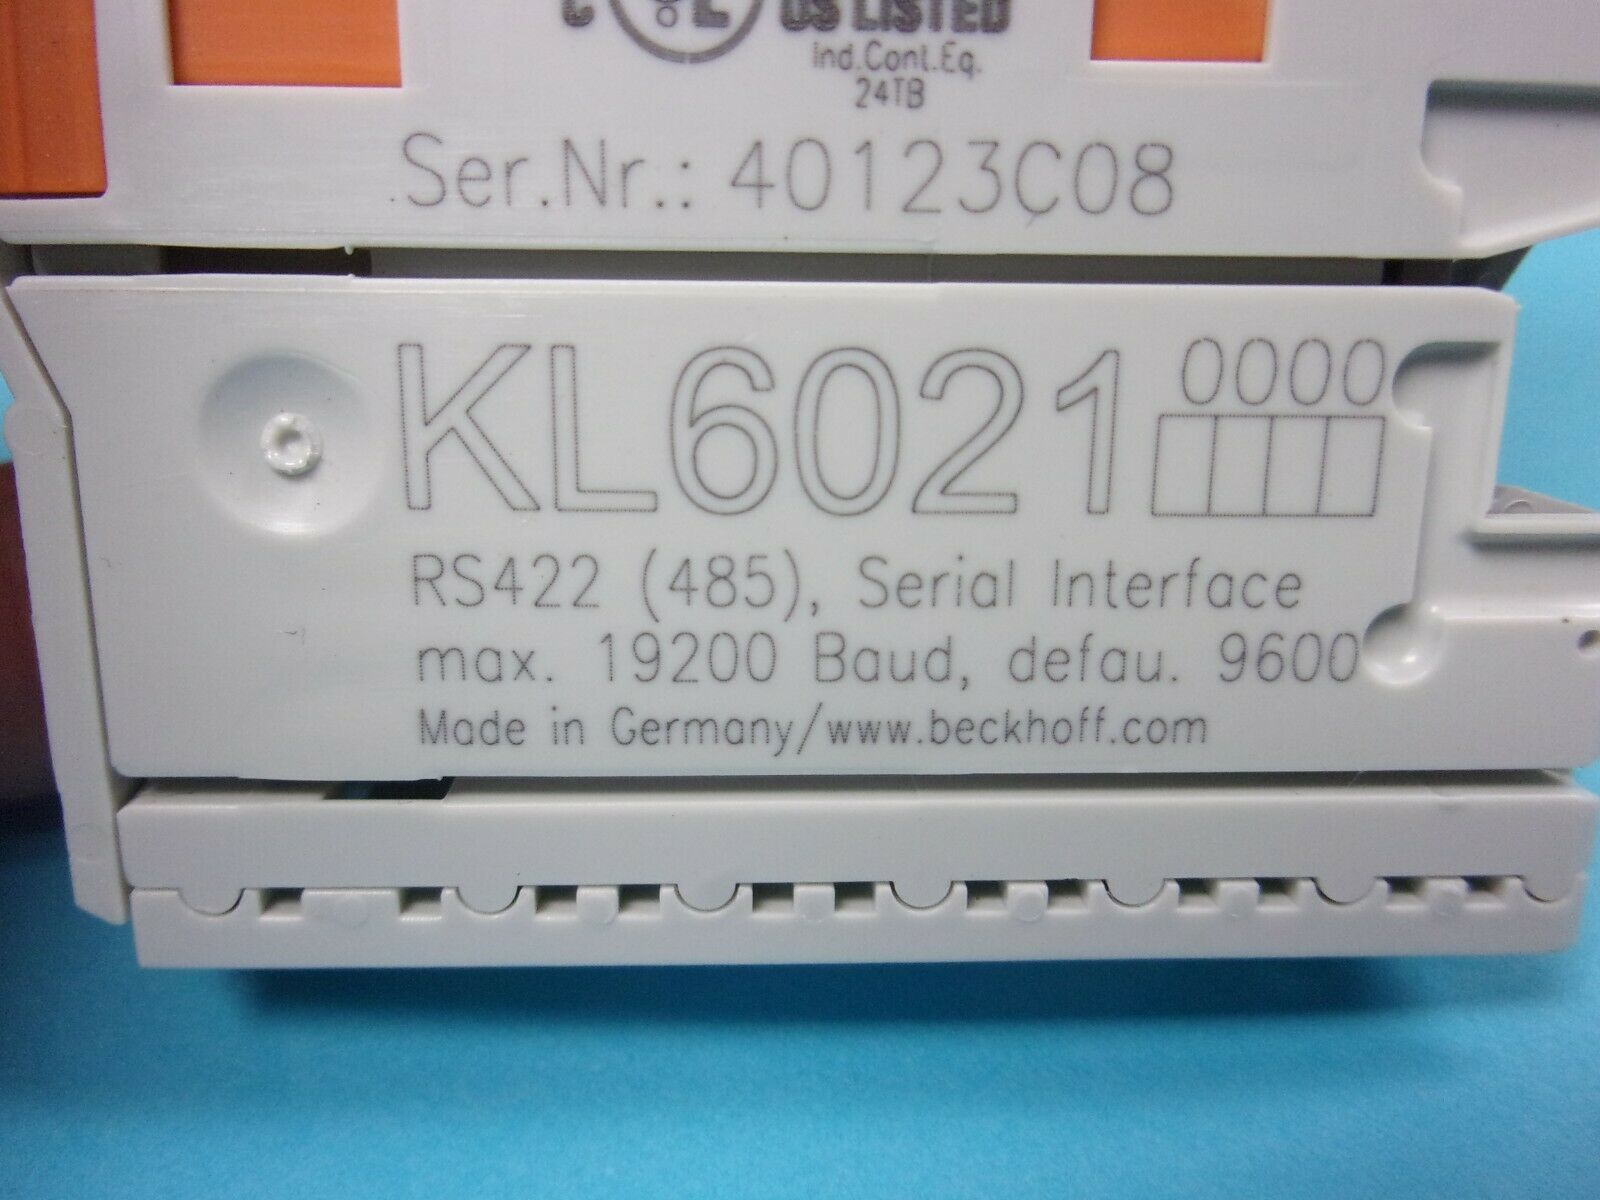 c UL US LISTED
Ind.Cont.Eq.
24TB
Ser.Nr.: 40123C08
KL6021 0000
RS422 (485), Serial Interface
max. 19200 Baud, defau. 9600
Made in Germany/www.beckhoff.com